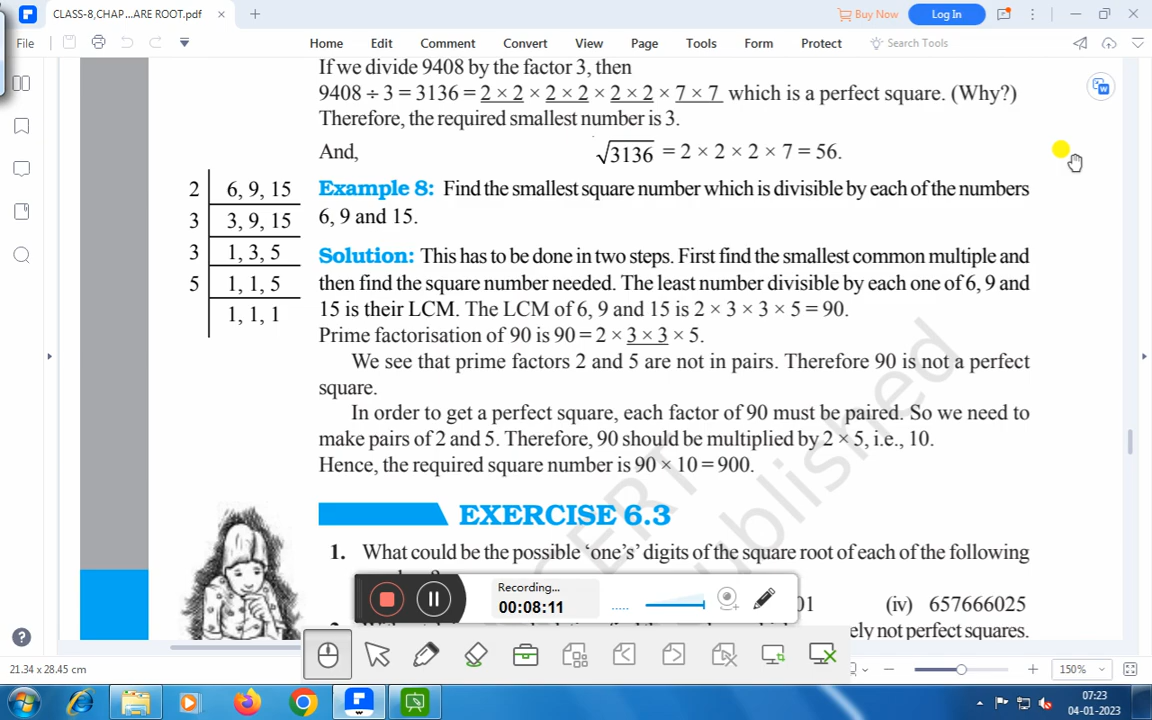 CLASS-8,CHAP ...ARE ROOT.pdf
Buy Now
Log In
File
Home Edit Comment Convert View Page Tools Form Protect Search Tools
If we divide 9408 by the factor 3, then
9408 ÷ 3 = 3136 = 2 × 2 × 2 × 2 × 2 × 2 × 7 × 7 which is a perfect square. (Why?)
Therefore, the required smallest number is 3.
And, √3136 = 2 × 2 × 2 × 7 = 56.
2 6, 9, 15
3 3, 9, 15
3 1, 3, 5
5 1, 1, 5
1, 1, 1
Example 8: Find the smallest square number which is divisible by each of the numbers
6, 9 and 15.
Solution: This has to be done in two steps. First find the smallest common multiple and
then find the square number needed. The least number divisible by each one of 6, 9 and
15 is their LCM. The LCM of 6, 9 and 15 is 2 × 3 × 3 × 5 = 90.
Prime factorisation of 90 is 90 = 2 × 3 × 3 × 5.
We see that prime factors 2 and 5 are not in pairs. Therefore 90 is not a perfect
square.
In order to get a perfect square, each factor of 90 must be paired. So we need to
make pairs of 2 and 5. Therefore, 90 should be multiplied by 2 × 5, i.e., 10.
Hence, the required square number is 90 × 10 = 900.
EXERCISE 6.3
1. What could be the possible ‘one’s’ digits of the square root of each of the following
01 (iv) 657666025
ely not perfect squares.
Recording...
00:08:11
NCERT
published
21.34 x 28.45 cm
150%
07:23
04-01-2023